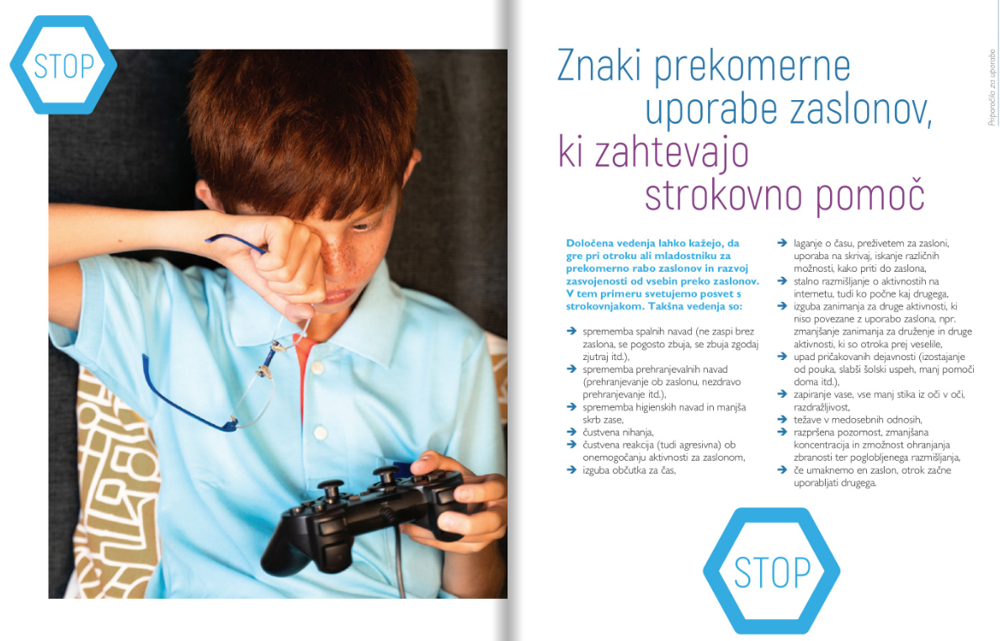 STOP
Priporočila za uporabo
Znaki prekomerne
uporabe zaslonov,
ki zahtevajo
strokovno pomoč
Določena vedenja lahko kažejo, da
gre pri otroku ali mladostniku za
prekomerno rabo zaslonov in razvoj
zasvojenosti od vsebin preko zaslonov.
V tem primeru svetujemo posvet s
strokovnjakom. Takšna vedenja so:
➔ sprememba spalnih navad (ne zaspi brez
zaslona, se pogosto zbuja, se zbuja zgodaj
zjutraj itd.),
➔ sprememba prehranjevalnih navad
(prehranjevanje ob zaslonu, nezdravo
prehranjevanje itd.),
➔ sprememba higienskih navad in manjša
skrb zase,
➔ čustvena nihanja,
➔ čustvena reakcija (tudi agresivna) ob
onemogočanju aktivnosti za zaslonom,
➔ izguba občutka za čas,
➔ laganje o času, preživetem za zasloni,
uporaba na skrivaj, iskanje različnih
možnosti, kako priti do zaslona,
➔ stalno razmišljanje o aktivnostih na
internetu, tudi ko počne kaj drugega,
➔ izguba zanimanja za druge aktivnosti, ki
niso povezane z uporabo zaslona, npr.
zmanjšanje zanimanja za druženje in druge
aktivnosti, ki so otroka prej veselile,
➔ upad pričakovanih dejavnosti (izostajanje
od pouka, slabši šolski uspeh, manj pomoči
doma itd.),
➔ zapiranje vase, vse manj stika iz oči v oči,
razdražljivost,
➔ težave v medosebnih odnosih,
➔ razpršena pozornost, zmanjšana
koncentracija in zmožnost ohranjanja
zbranosti ter poglobljenega razmišljanja,
➔ če umaknemo en zaslon, otrok začne
uporabljati drugega.
STOP